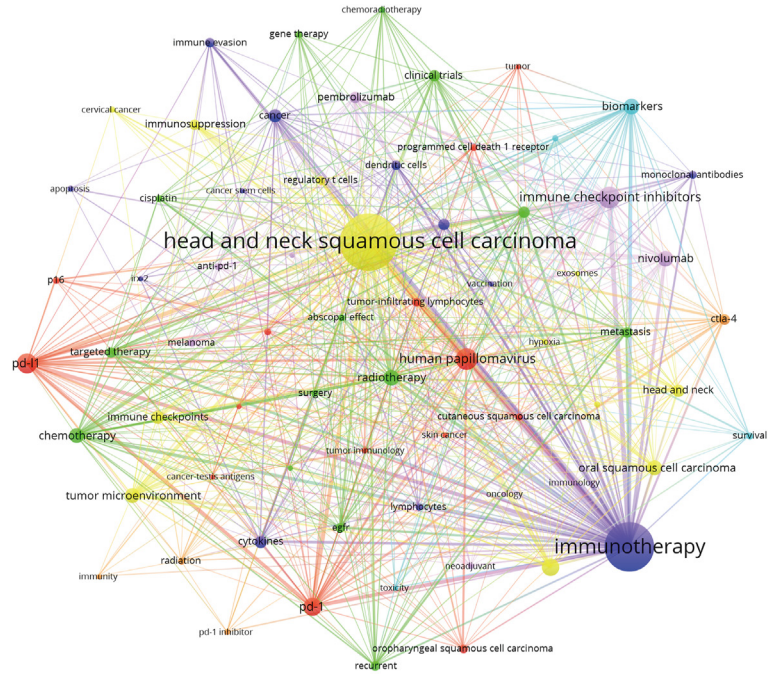 chemoradiotherapy
gene therapy
immune evasion
tumor
clinical trials
pembrolizumab
biomarkers
cervical cancer
cancer
immunosuppression
programmed cell death 1 receptor
dendritic cells
monoclonal antibodies
regulatory t cells
apoptosis
cancer stem cells
cisplatin
immune checkpoint inhibitors
head and neck squamous cell carcinoma
nivolumab
anti-pd-1
exosomes
p16
irx-2
vaccination
tumor-infiltrating lymphocytes
abscopal effect
ctla-4
metastasis
melanoma
hypoxia
targeted therapy
human papillomavirus
pd-l1
radiotherapy
surgery
head and neck
immune checkpoints
cutaneous squamous cell carcinoma
chemotherapy
skin cancer
survival
tumor immunology
oral squamous cell carcinoma
cancer-testis antigens
immunology
tumor microenvironment
oncology
lymphocytes
egfr
cytokines
immunotherapy
radiation
neoadjuvant
immunity
toxicity
pd-1
pd-1 inhibitor
oropharyngeal squamous cell carcinoma
recurrent